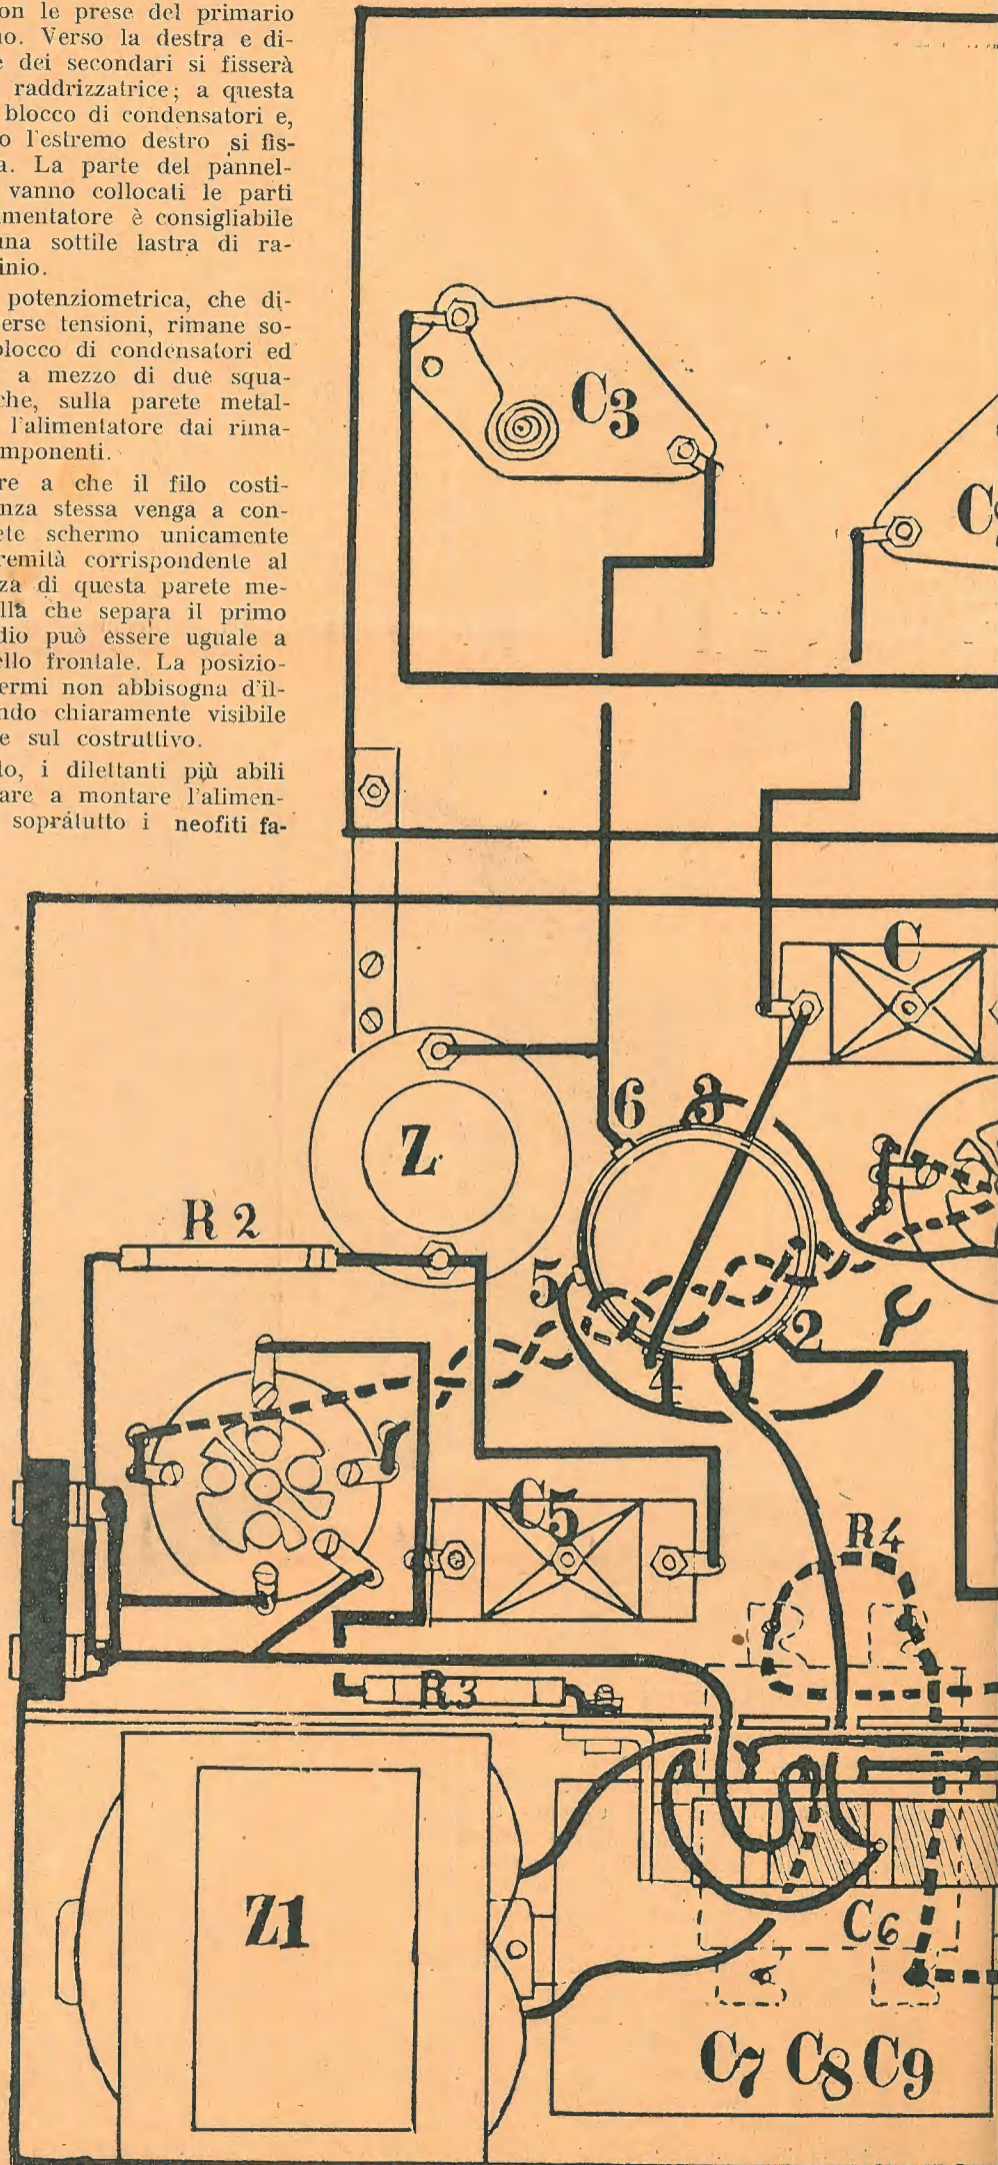 on le prese del primario
o. Verso la destra e di-
e dei secondari si fisserà
raddrizzatrice; a questa
blocco di condensatori e,
o l'estremo destro si fis-
a. La parte del pannel-
vanno collocati le parti
mentatore è consigliabile
una sottile lastra di ra-
inio.
potenziometrica, che di-
erse tensioni, rimane so-
blocco di condensatori ed
a mezzo di due squa-
che, sulla parete metal-
l'alimentatore dai rima-
mponenti.
re a che il filo costi-
nza stessa venga a con-
ete schermo unicamente
remità corrispondente al
za di questa parete me-
lla che separa il primo
dio può essere uguale a
ello frontale. La posizio-
ermi non abbisogna d'il-
ndo chiaramente visibile
e sul costruttivo.
lo, i dilettanti più abili
are a montare l'alimen-
soprátutto i neofiti fa-
C3
C
Z
6
3
R 2
5
2
4
C5
R4
R3
Z1
C6
C7 C8 C9